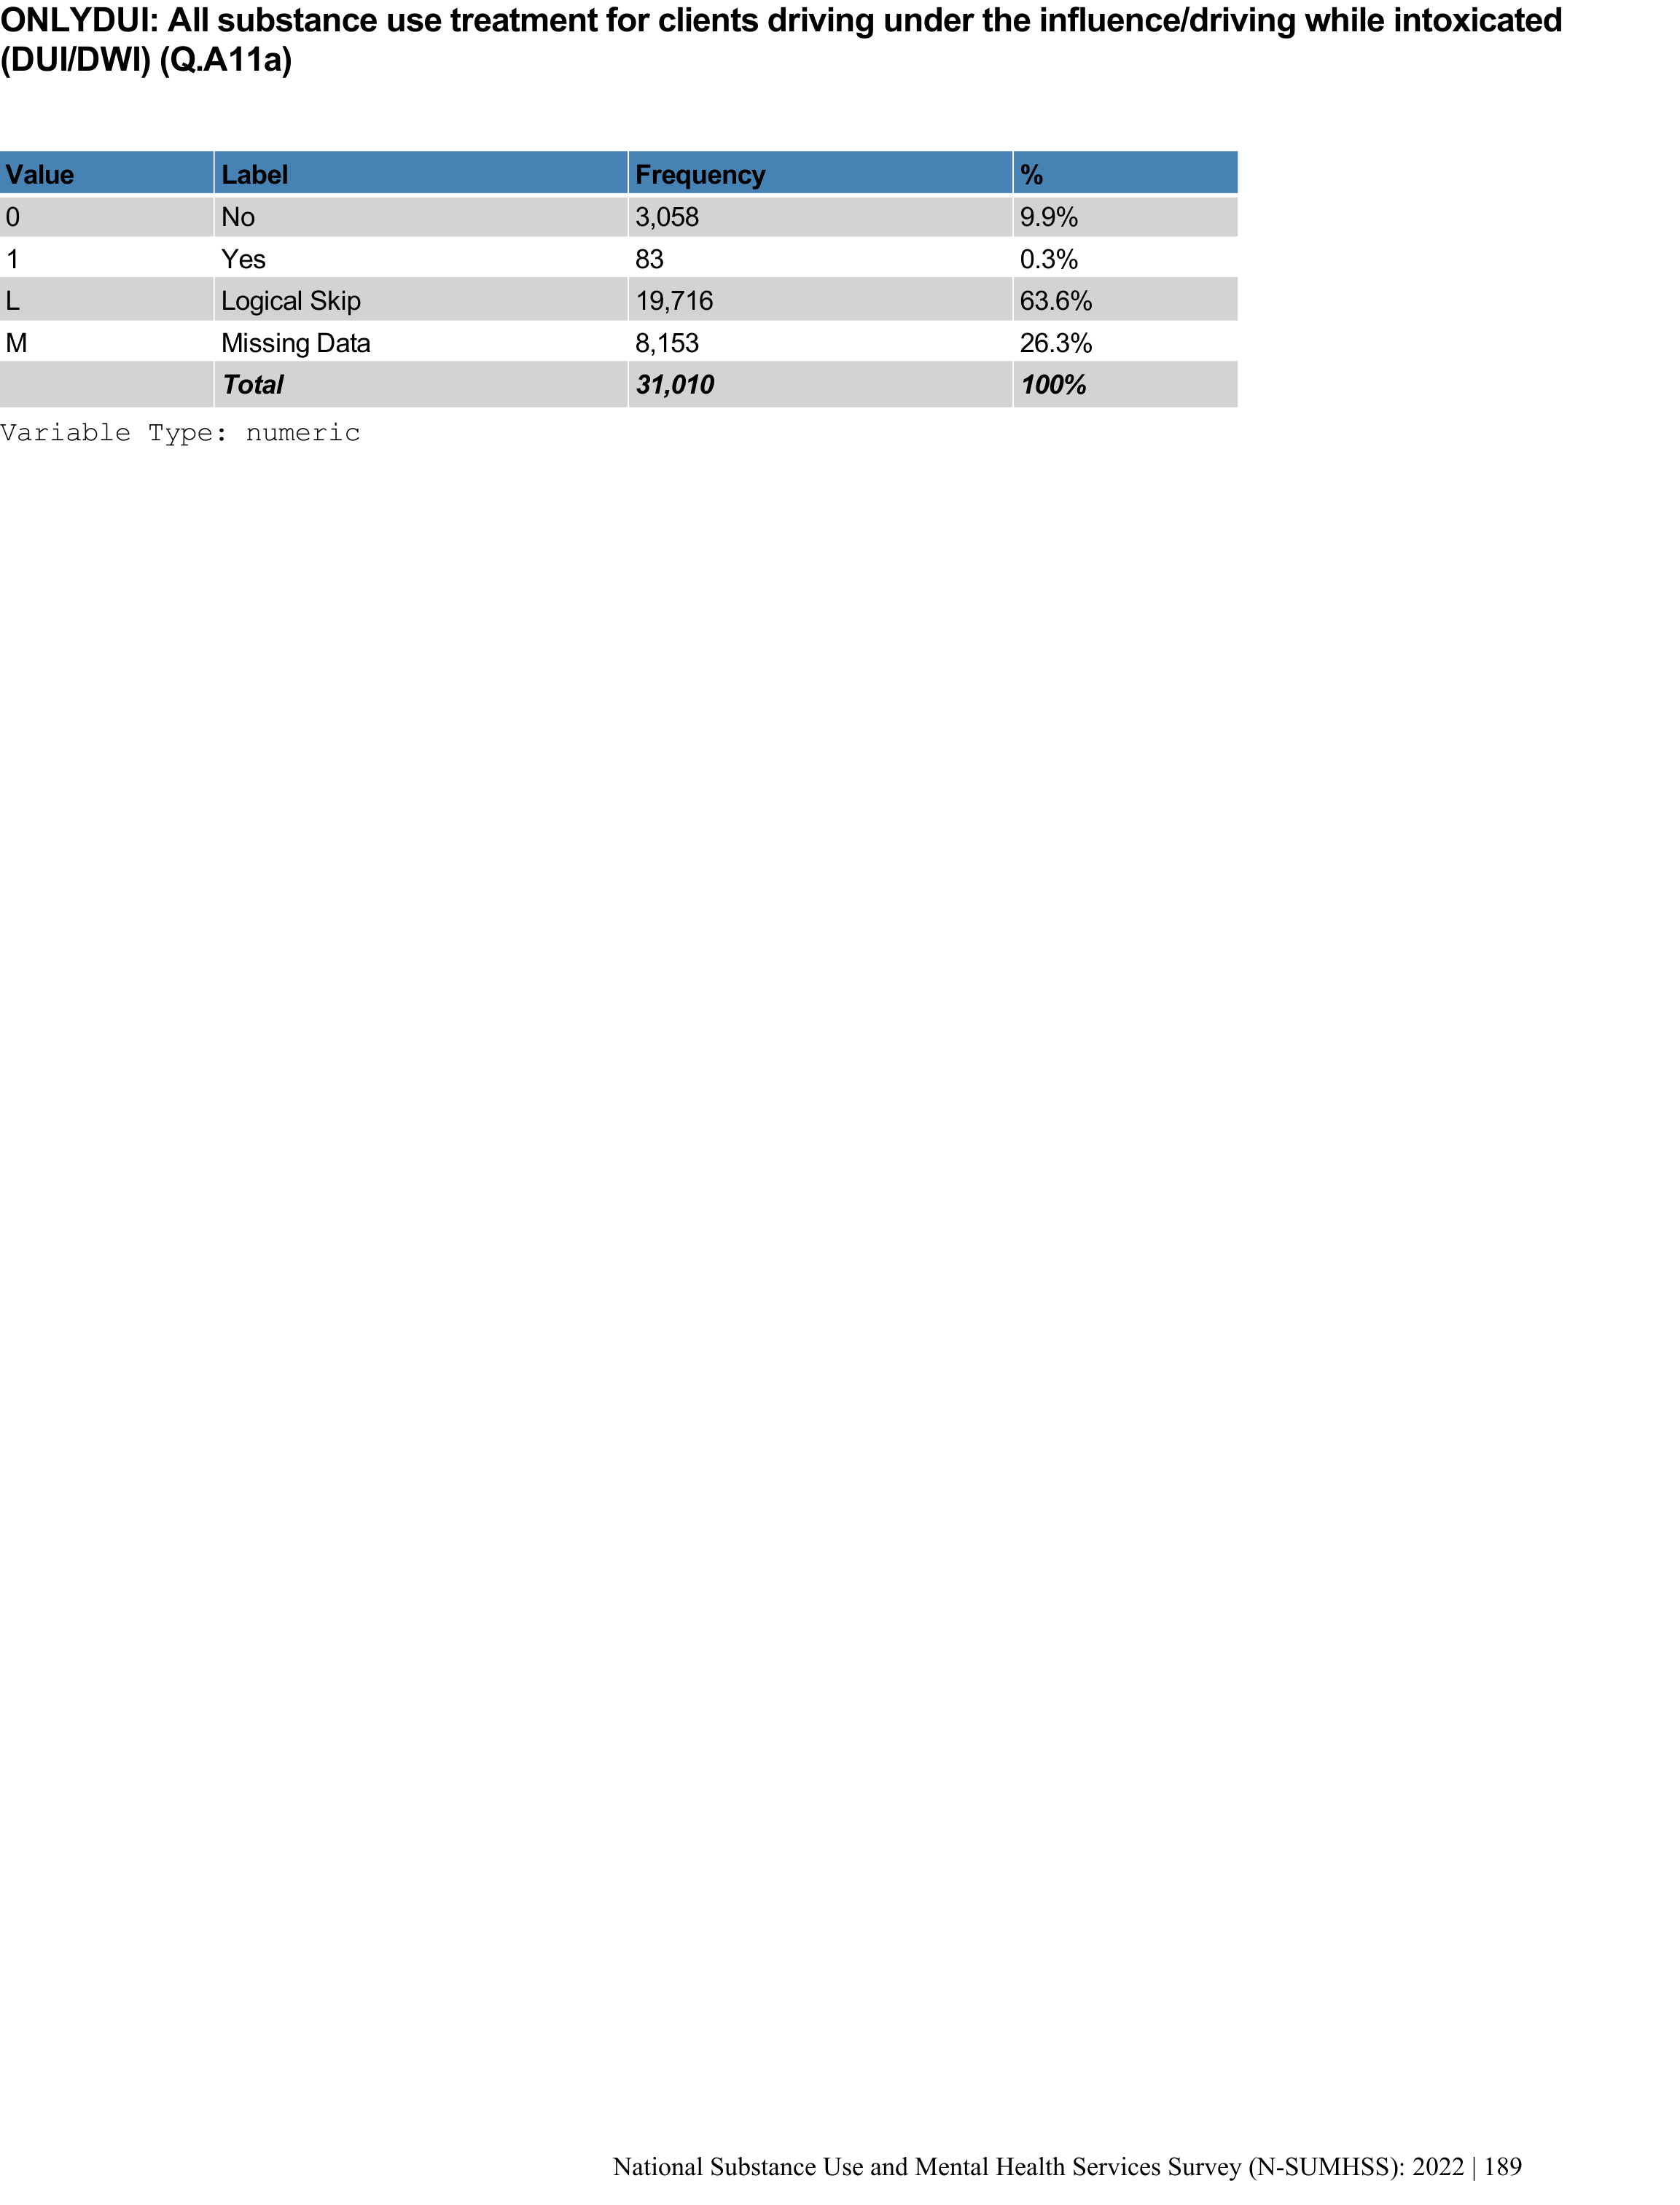 ONLYDUI: All substance use treatment for clients driving under the influence/driving while intoxicated
(DUI/DWI) (Q.A11a)
Value Label Frequency %
0 No 3,058 9.9%
1 Yes 83 0.3%
L Logical Skip 19,716 63.6%
M Missing Data 8,153 26.3%
Total 31,010 100%
Variable Type: numeric
National Substance Use and Mental Health Services Survey (N-SUMHSS): 2022 | 189